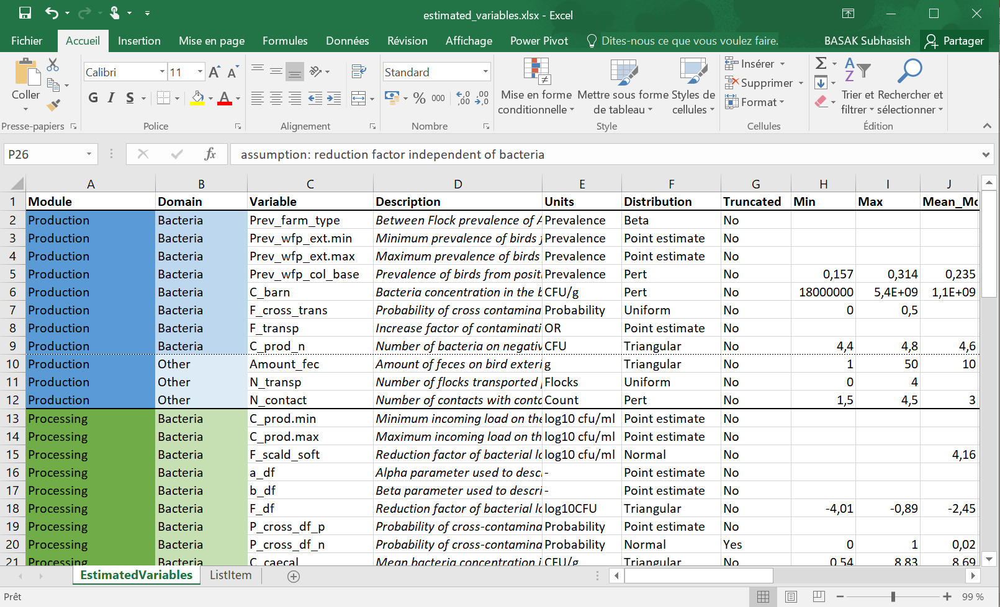 estimated_variables.xlsx - Excel
Fichier Accueil Insertion Mise en page Formules Données Révision Affichage Power Pivot Dites-nous ce que vous voulez faire. BASAK Subhasish Partager
Coller
Calibri 11 A A
G I S A
Standard
% 000 ,0 ,00 ,00 ,0
Mise en forme conditionnelle
Mettre sous forme de tableau
Styles de cellules
Insérer
Supprimer
Format
Σ
A Z
Trier et filtrer
Rechercher et sélectionner
Presse-papiers Police Alignement Nombre Style Cellules Édition
P26 fx assumption: reduction factor independent of bacteria
A B C D E F G H I J
1 Module Domain Variable Description Units Distribution Truncated Min Max Mean_Mo
2 Production Bacteria Prev_farm_type Between Flock prevalence of A Prevalence Beta No
3 Production Bacteria Prev_wfp_ext.min Minimum prevalence of birds f Prevalence Point estimate No
4 Production Bacteria Prev_wfp_ext.max Maximum prevalence of birds Prevalence Point estimate No
5 Production Bacteria Prev_wfp_col_base Prevalence of birds from posit Prevalence Pert No 0,157 0,314 0,235
6 Production Bacteria C_barn Bacteria concentration in the b CFU/g Pert No 18000000 5,4E+09 1,1E+09
7 Production Bacteria F_cross_trans Probability of cross contamina Probability Uniform No 0 0,5
8 Production Bacteria F_transp Increase factor of contaminati OR Point estimate No
9 Production Bacteria C_prod_n Number of bacteria on negativ CFU Triangular No 4,4 4,8 4,6
10 Production Other Amount_fec Amount of feces on bird exteri g Triangular No 1 50 10
11 Production Other N_transp Number of flocks transported Flocks Uniform No 0 4
12 Production Other N_contact Number of contacts with conta Count Pert No 1,5 4,5 3
13 Processing Bacteria C_prod.min Minimum incoming load on the log10 cfu/ml Point estimate No
14 Processing Bacteria C_prod.max Maximum incoming load on th log10 cfu/ml Point estimate No
15 Processing Bacteria F_scald_soft Reduction factor of bacterial lo log10 cfu/ml Normal No 4,16
16 Processing Bacteria a_df Alpha parameter used to desc - Point estimate No
17 Processing Bacteria b_df Beta parameter used to descri - Point estimate No
18 Processing Bacteria F_df Reduction factor of bacterial lo log10CFU Triangular No -4,01 -0,89 -2,45
19 Processing Bacteria P_cross_df_p Probability of cross-contamina Probability Point estimate No
20 Processing Bacteria P_cross_df_n Probability of cross-contamina Probability Normal Yes 0 1 0,02
21 Processing Bacteria C_caecal Mean bacteria concentration i CFU/g Triangular No 0,54 8,83 8,69
EstimatedVariables ListItem
Prêt 99 %